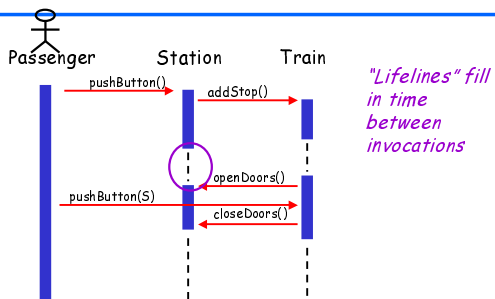 Passenger
Station
Train
pushButton()
addStop()
openDoors()
pushButton(S)
closeDoors()
"Lifelines" fill
in time
between
invocations